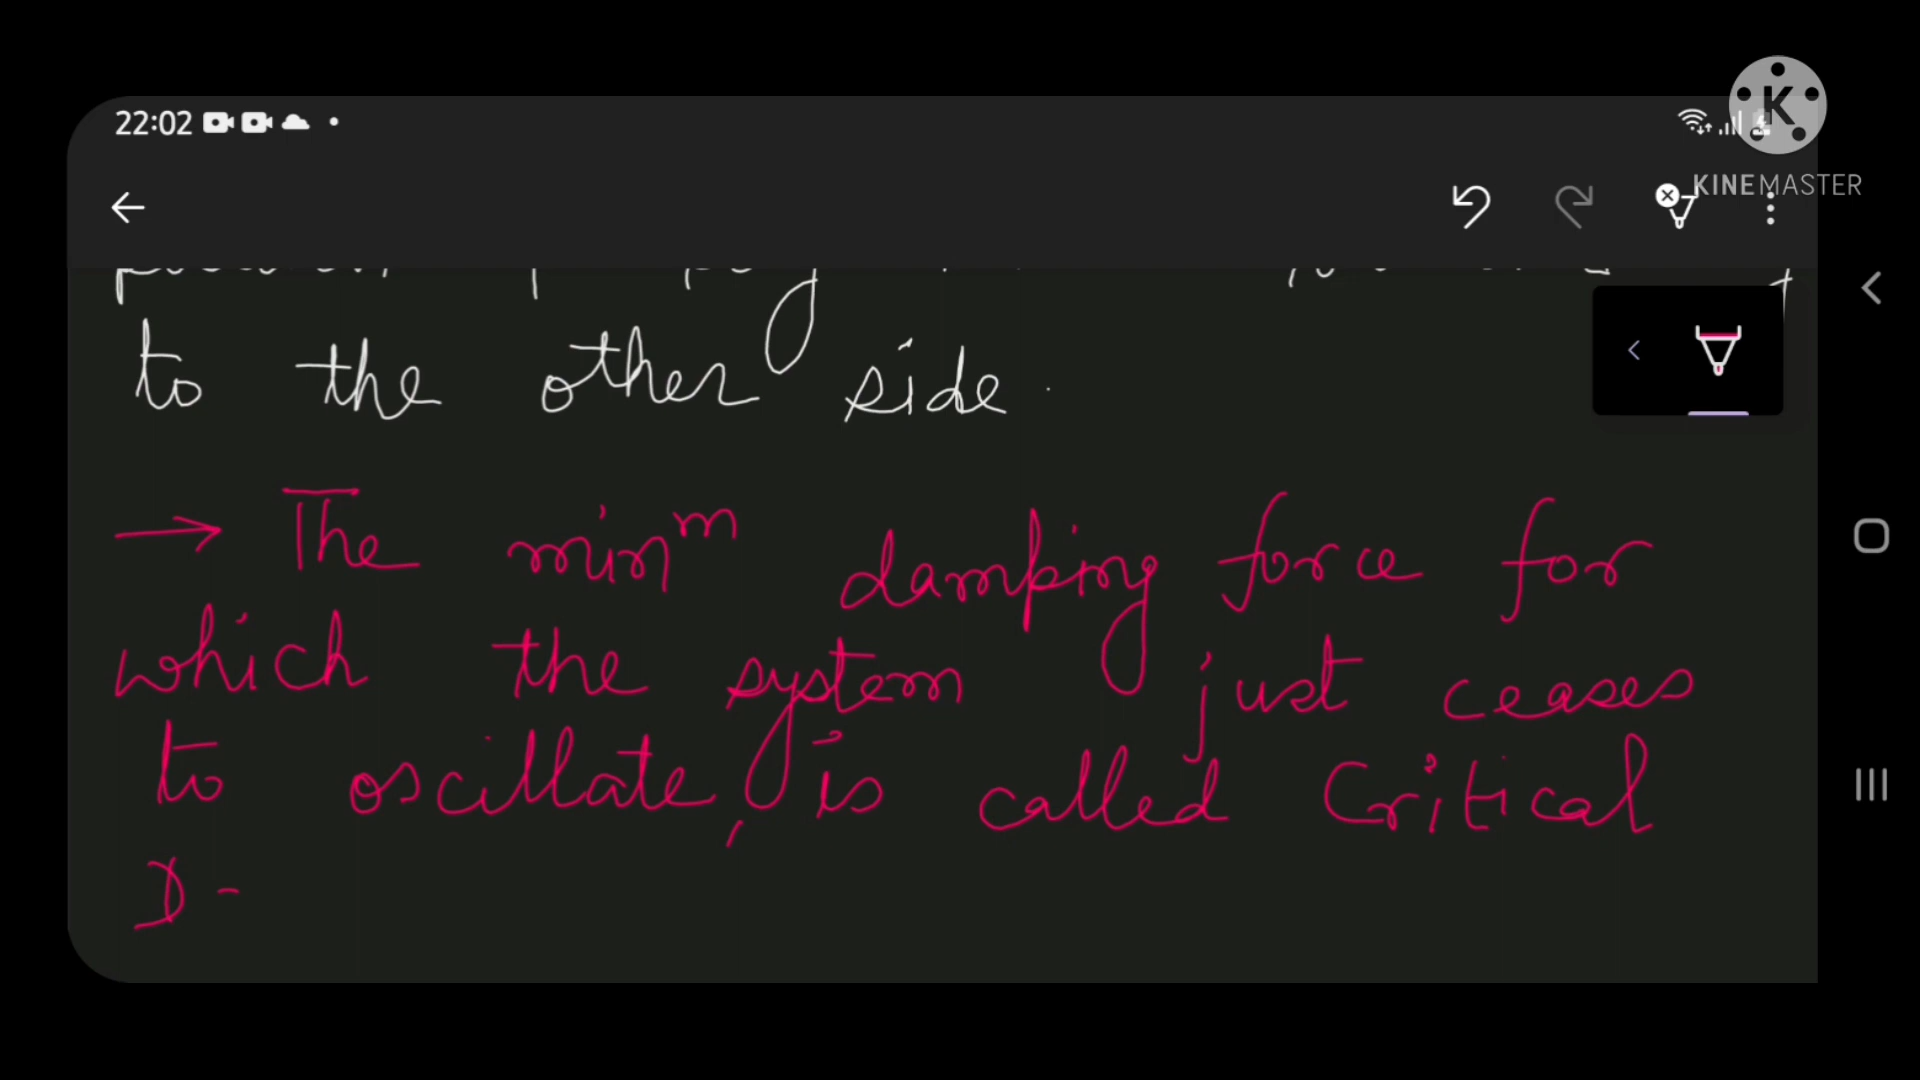 22:02
KINEMASTER
to the other side.
→ The minᵐ damping force for
which the system just ceases
to oscillate, is called Critical
D -